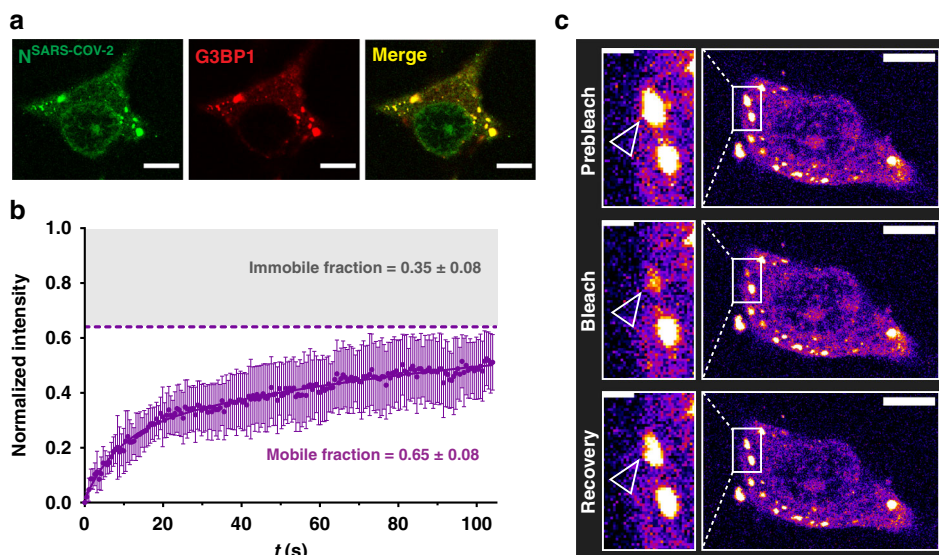 a
N^SARS-COV-2
G3BP1
Merge
b
1.0
0.8
0.6
0.4
0.2
0.0
Normalized intensity
Immobile fraction = 0.35 ± 0.08
Mobile fraction = 0.65 ± 0.08
0 20 40 60 80 100
t (s)
c
Prebleach
Bleach
Recovery